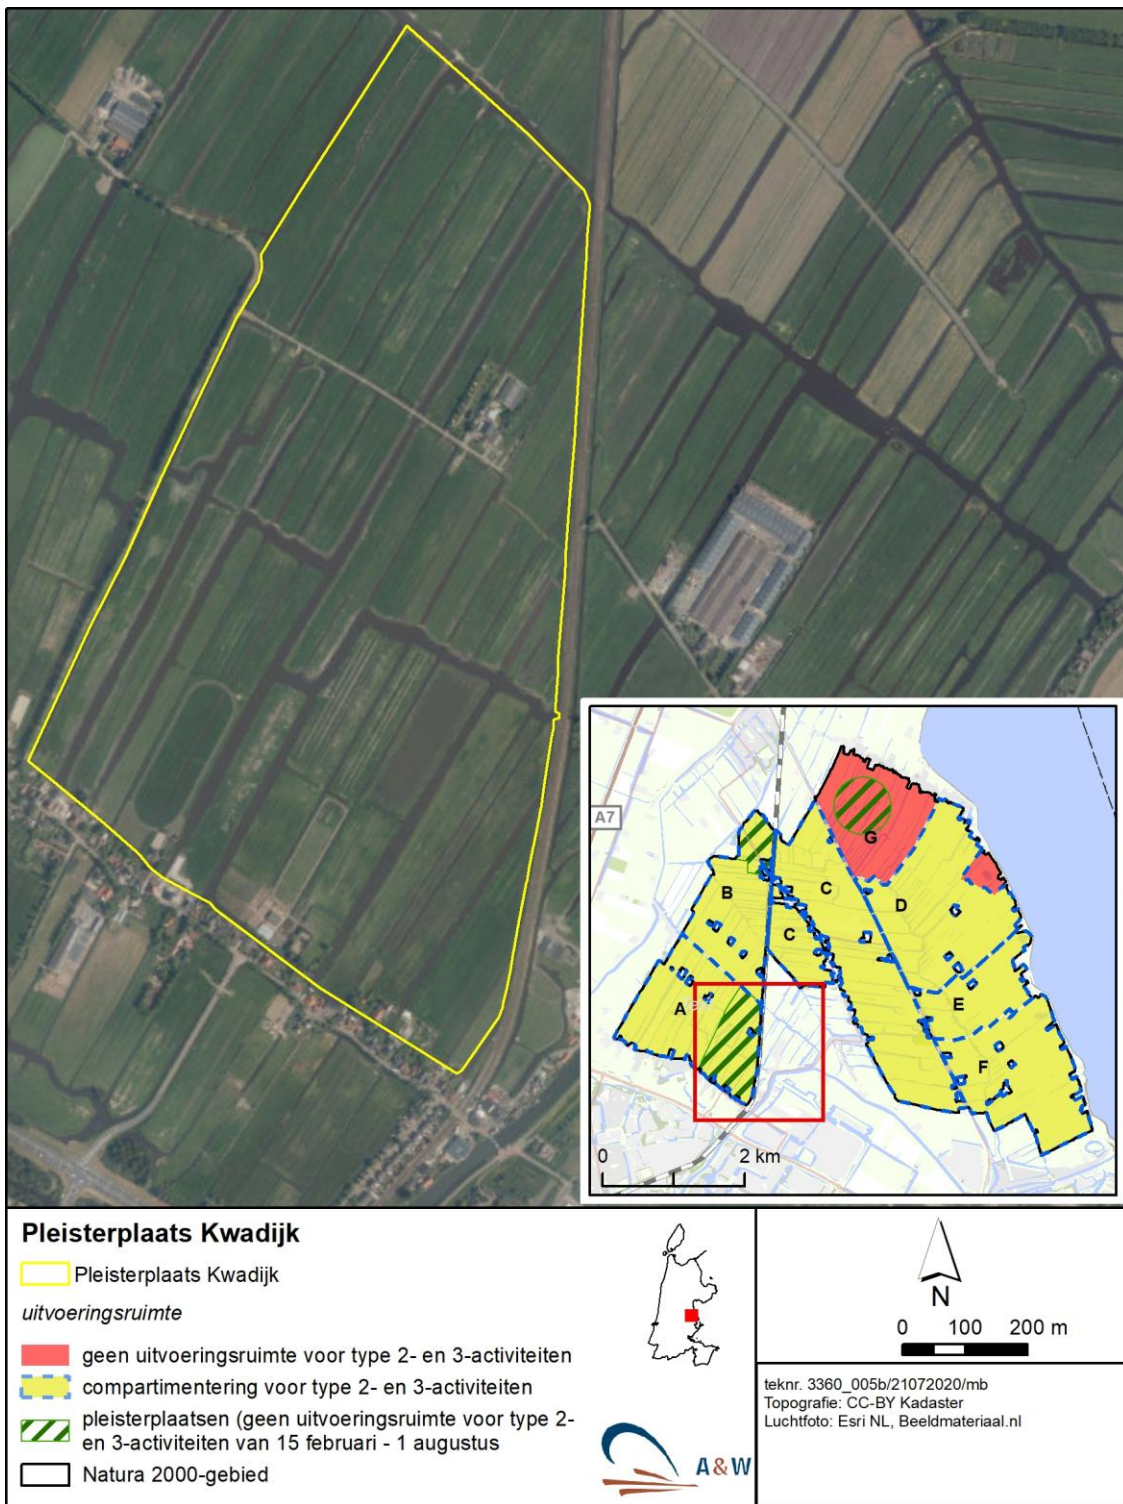 A7
G
B
C
D
C
A
E
F
0 2 km
Pleisterplaats Kwadijk
Pleisterplaats Kwadijk
uitvoeringsruimte
geen uitvoeringsruimte voor type 2- en 3-activiteiten
compartimentering voor type 2- en 3-activiteiten
pleisterplaatsen (geen uitvoeringsruimte voor type 2-
en 3-activiteiten van 15 februari - 1 augustus
Natura 2000-gebied
A&W
N
0 100 200 m
teknr. 3360_005b/21072020/mb
Topografie: CC-BY Kadaster
Luchtfoto: Esri NL, Beeldmateriaal.nl